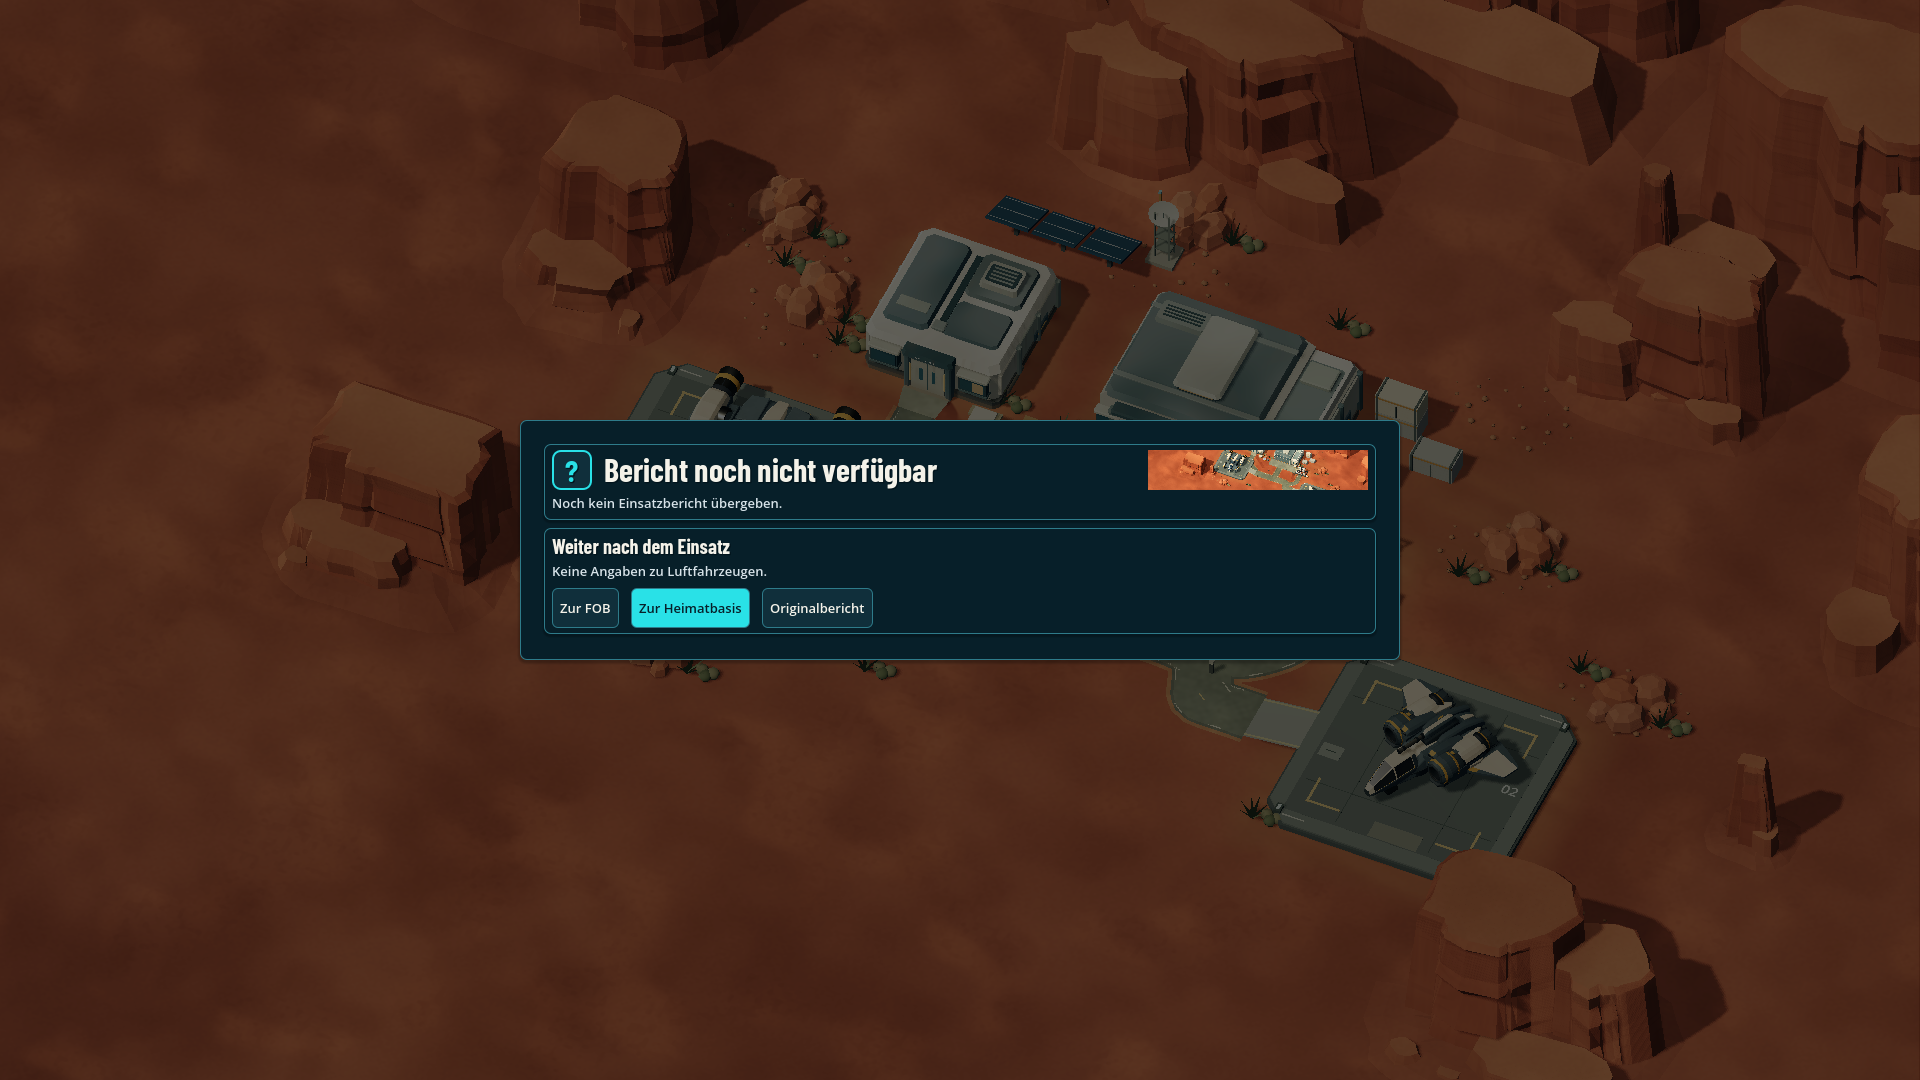 ?
Bericht noch nicht verfügbar
Noch kein Einsatzbericht übergeben.
Weiter nach dem Einsatz
Keine Angaben zu Luftfahrzeugen.
Zur FOB
Zur Heimatbasis
Originalbericht
02